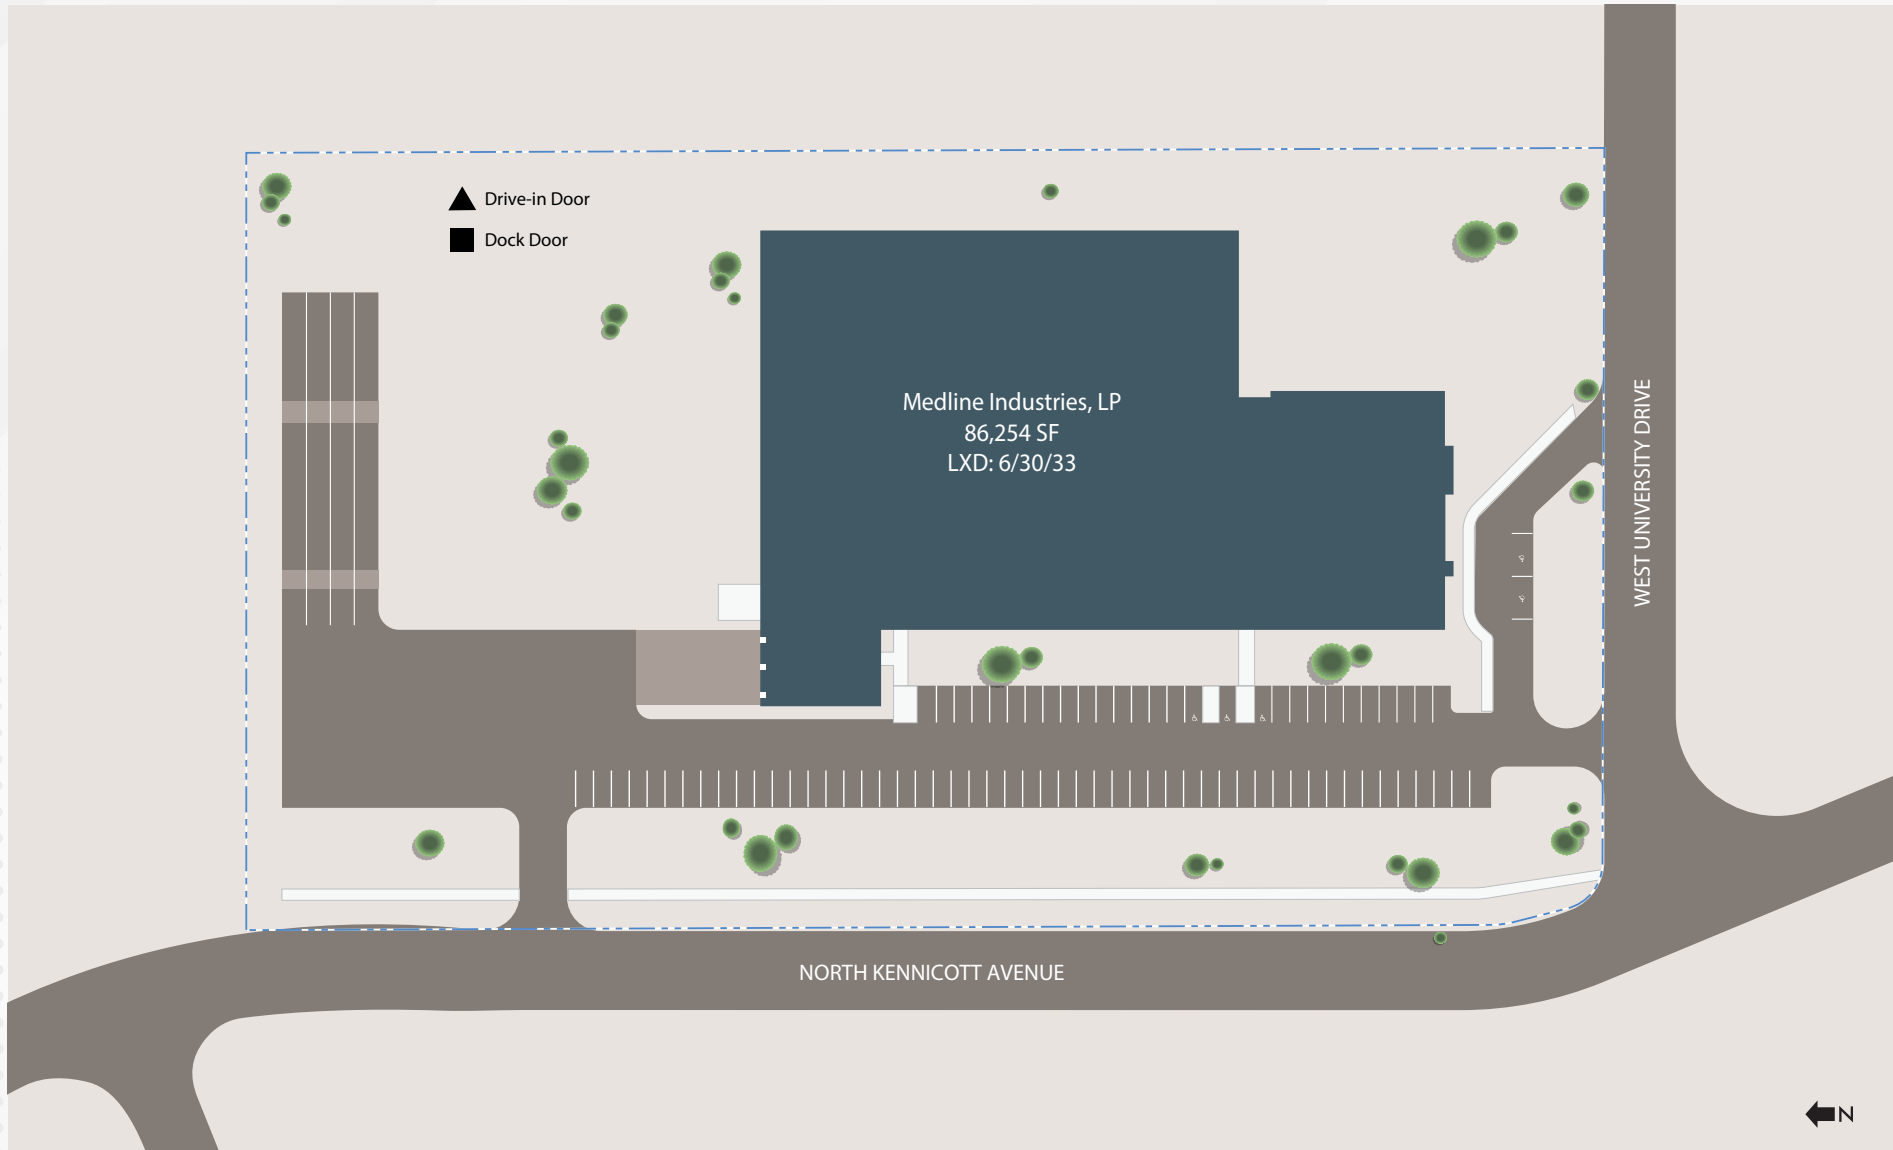 Drive-in Door
Dock Door
Medline Industries, LP
86,254 SF
LXD: 6/30/33
WEST UNIVERSITY DRIVE
NORTH KENNICOTT AVENUE
N